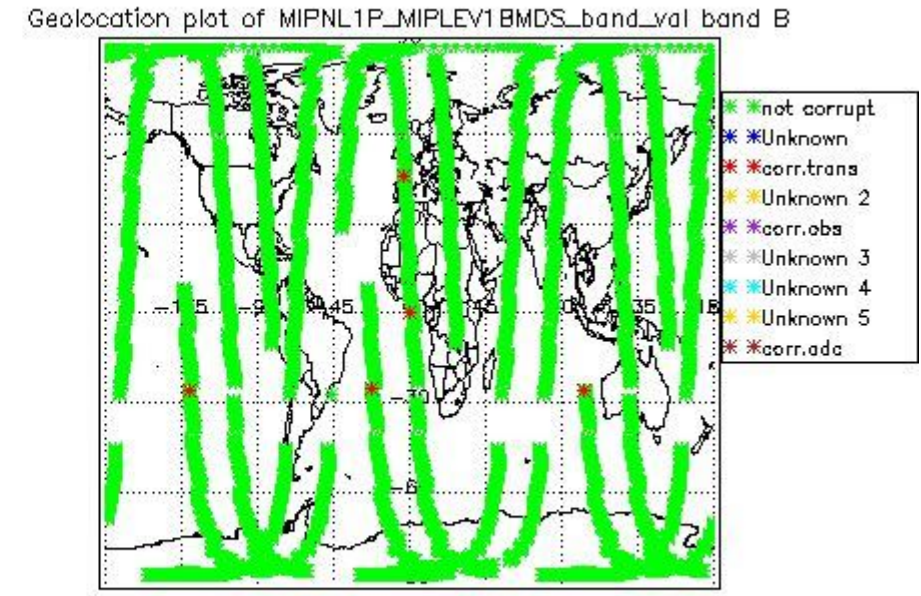 Geolocation plot of MIPNL1P_MIPLEV1BMDS_band_val band B
not corrupt
Unknown
corr.trans
Unknown 2
corr.obs
Unknown 3
Unknown 4
Unknown 5
corr.adc